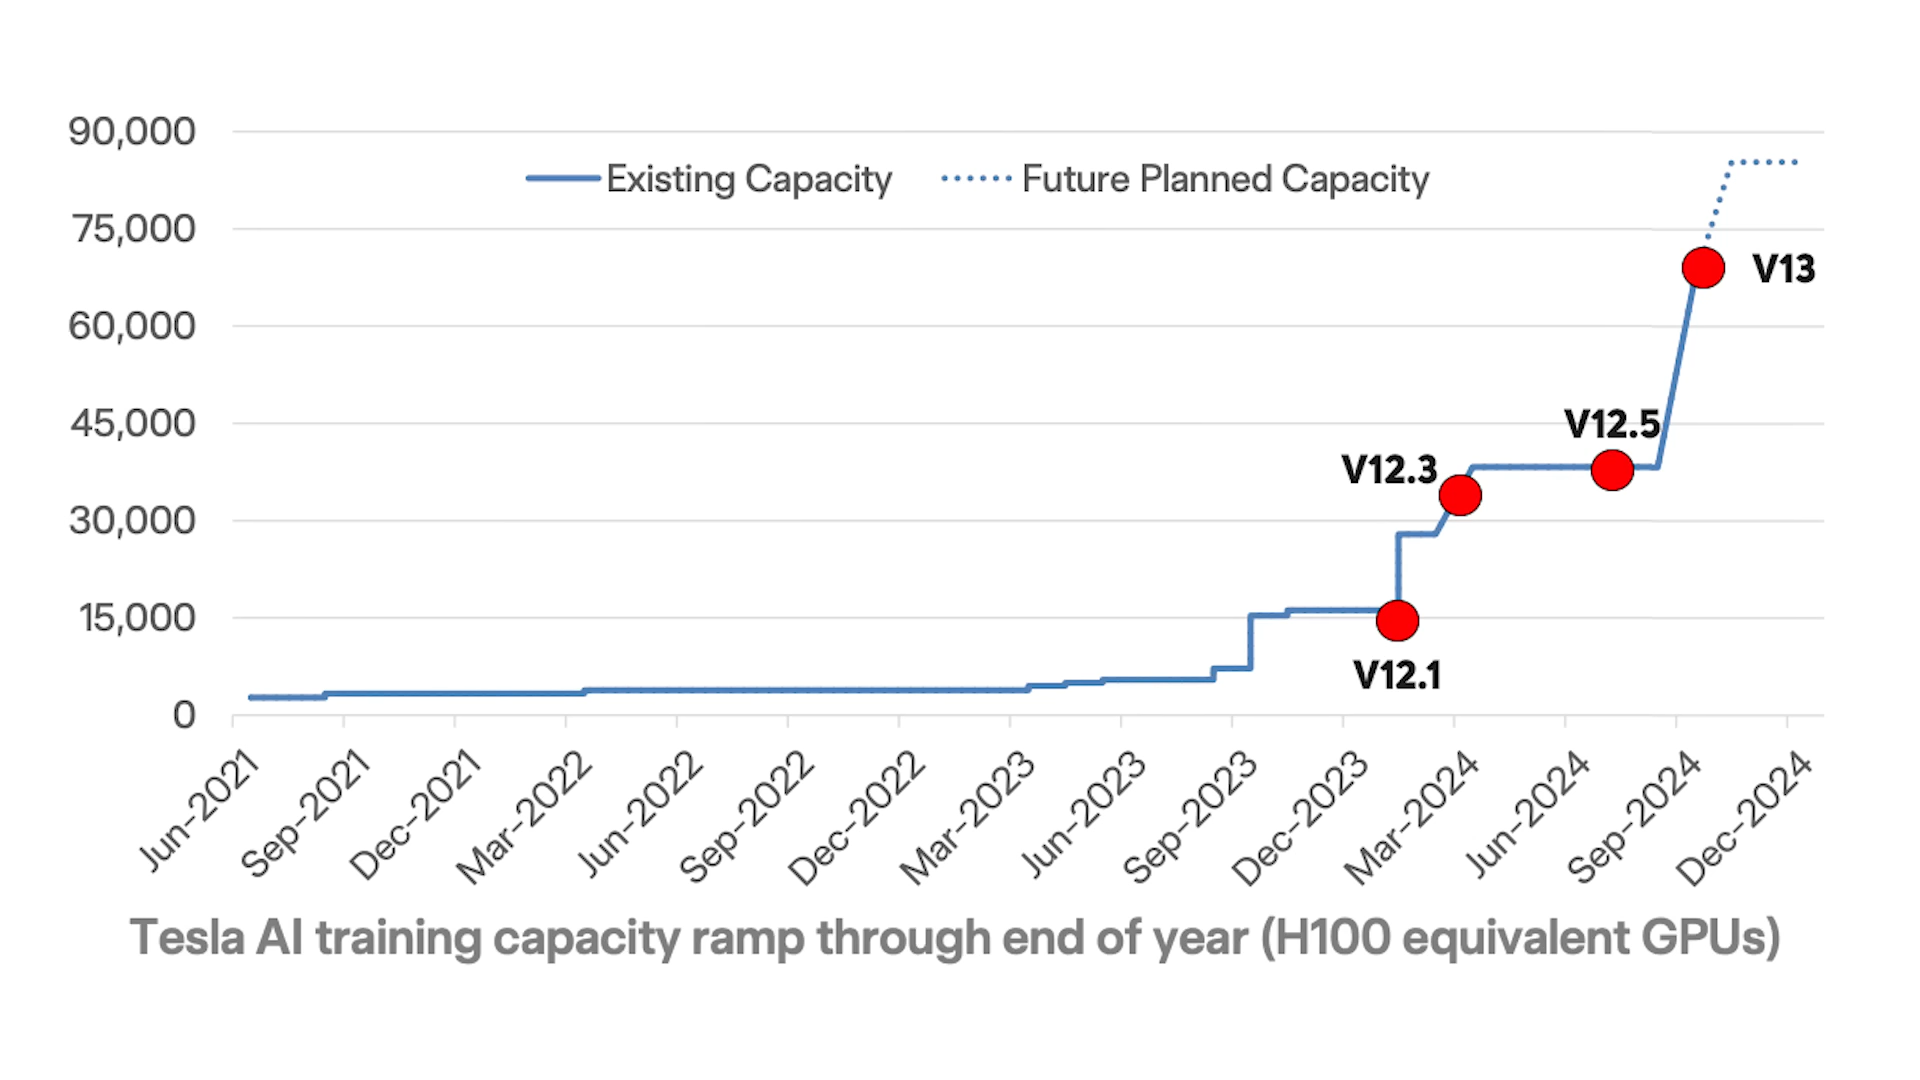 90,000
Existing Capacity
Future Planned Capacity
75,000
V13
60,000
45,000
V12.5
V12.3
30,000
15,000
V12.1
0
Jun-2021
Sep-2021
Dec-2021
Mar-2022
Jun-2022
Sep-2022
Dec-2022
Mar-2023
Jun-2023
Sep-2023
Dec-2023
Mar-2024
Jun-2024
Sep-2024
Dec-2024
Tesla AI training capacity ramp through end of year (H100 equivalent GPUs)